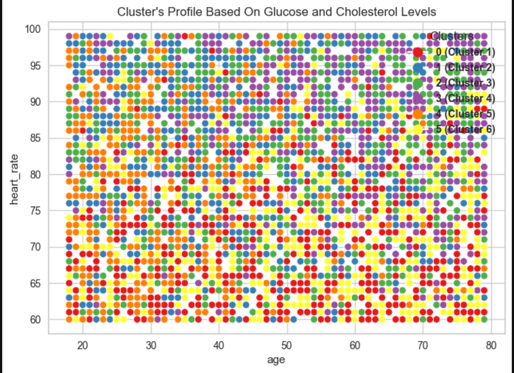 Cluster's Profile Based On Glucose and Cholesterol Levels
Clusters
0 (Cluster 1)
1 (Cluster 2)
2 (Cluster 3)
3 (Cluster 4)
4 (Cluster 5)
5 (Cluster 6)
100
95
90
85
80
75
70
65
60
heart_rate
20
30
40
50
60
70
80
age